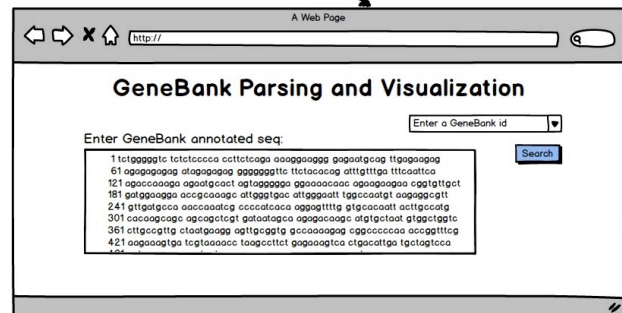 A Web Page
http://
GeneBank Parsing and Visualization
Enter a GeneBank id
Enter GeneBank annotated seq:
Search
1 tctgggggtc tctctcccca ccttctcaga aaaggaaggg gagaatgcag ttgagaagag
61 agagagagag atagagagag gggggggttc ttctacacag atttgtttga tttcaattca
121 agaccaaaga agaatgcact agtaggggga ggaaaacaac agaagaagaa cggtgttgct
181 gatggaagga accgcaaagc attgggtgac attgggaatt tggccaatgt aagaggcgtt
241 gttgatgcca aaccaaatcg ccccatcaca aggagttttg gtgcacaatt acttgccatg
301 cacaagcagc agcagctcgt gataatagca agagacaagc atgtgctaat gtggctggtc
361 cttgccgttg ctaatgaagg agttgcggtg gccaaaagag cggcccccaa accggtttcg
421 aagaaagtga tcgtaaaacc taagccttct gagaaagtca ctgacattga tgctagtcca